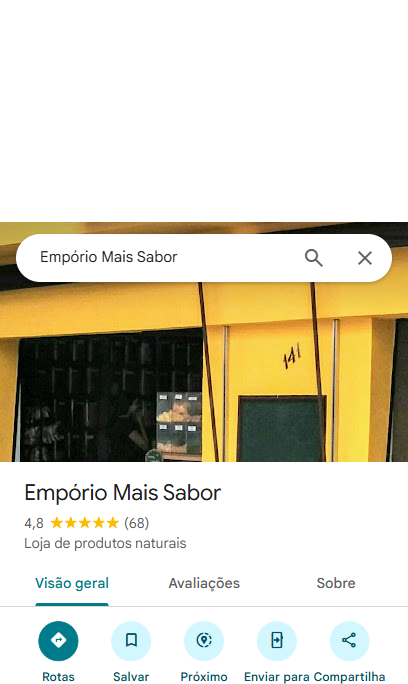 Empório Mais Sabor
141
Empório Mais Sabor
4,8 (68)
Loja de produtos naturais
Visão geral Avaliações Sobre
Rotas Salvar Próximo Enviar para Compartilha